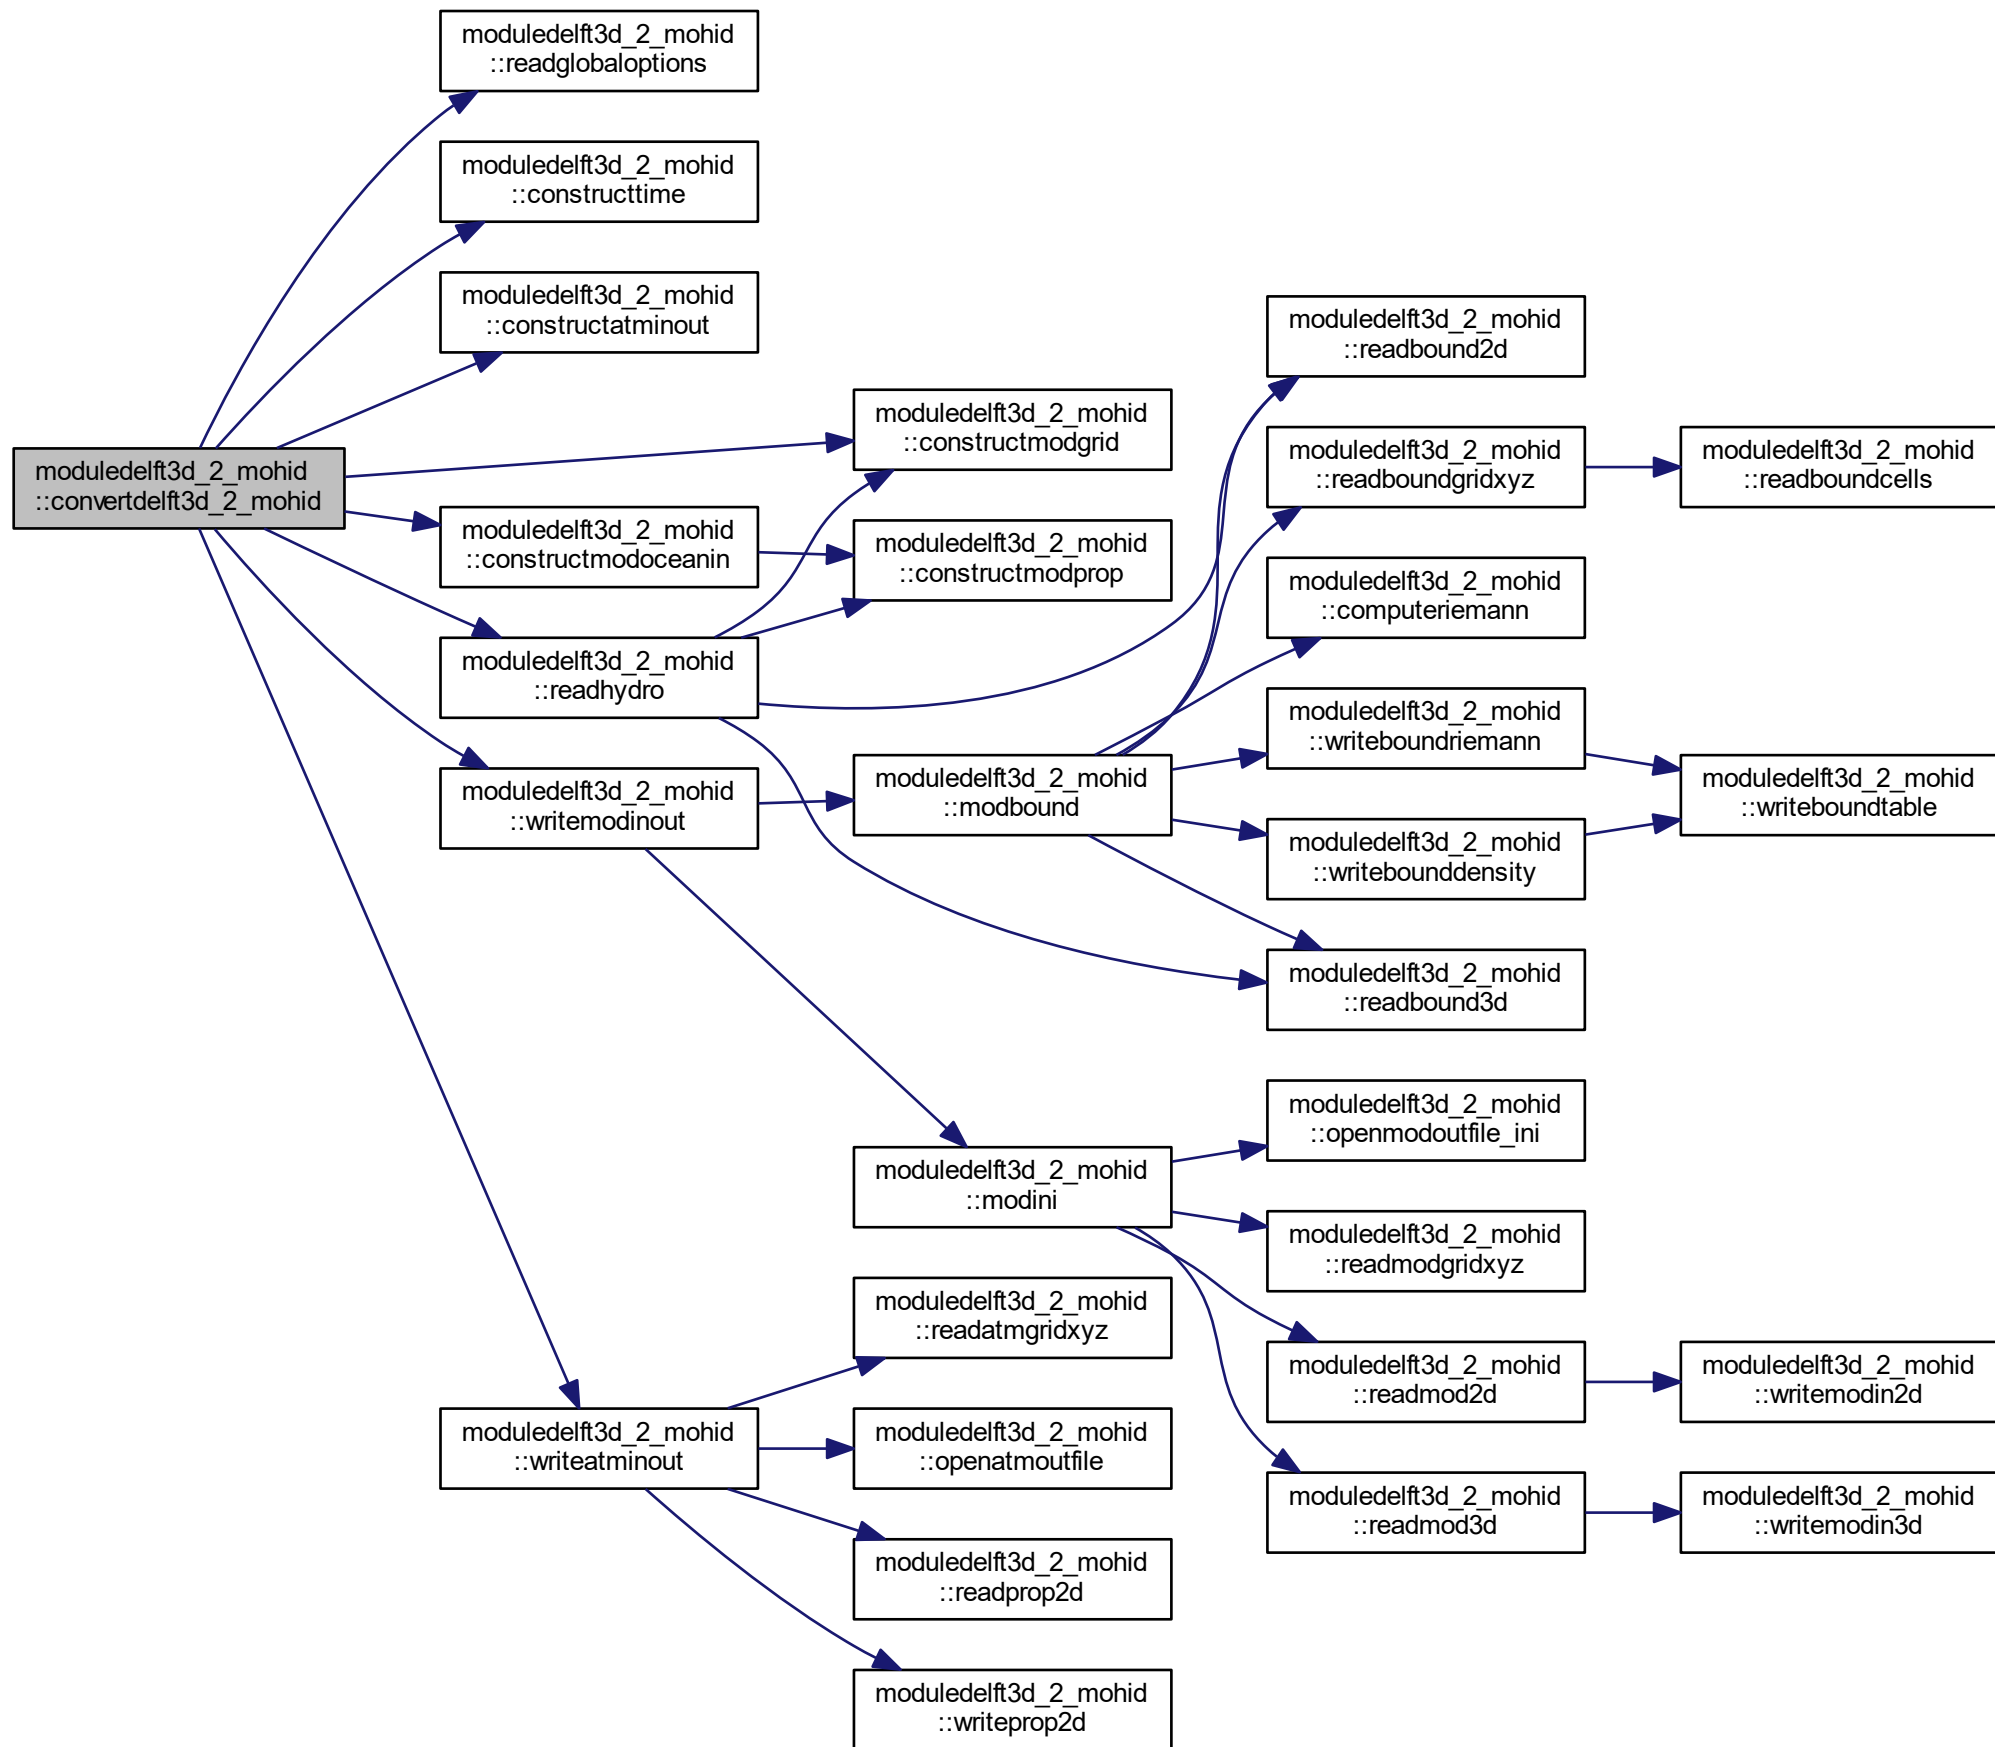 moduledelft3d_2_mohid
::readglobaloptions
moduledelft3d_2_mohid
::constructtime
moduledelft3d_2_mohid
::constructatminout
moduledelft3d_2_mohid
::convertdelft3d_2_mohid
moduledelft3d_2_mohid
::constructmodoceanin
moduledelft3d_2_mohid
::readhydro
moduledelft3d_2_mohid
::writemodinout
moduledelft3d_2_mohid
::writeatminout
moduledelft3d_2_mohid
::constructmodgrid
moduledelft3d_2_mohid
::constructmodprop
moduledelft3d_2_mohid
::modbound
moduledelft3d_2_mohid
::modini
moduledelft3d_2_mohid
::readatmgridxyz
moduledelft3d_2_mohid
::openatmoutfile
moduledelft3d_2_mohid
::readprop2d
moduledelft3d_2_mohid
::writeprop2d
moduledelft3d_2_mohid
::readbound2d
moduledelft3d_2_mohid
::readboundgridxyz
moduledelft3d_2_mohid
::computeriemann
moduledelft3d_2_mohid
::writeboundriemann
moduledelft3d_2_mohid
::writebounddensity
moduledelft3d_2_mohid
::readbound3d
moduledelft3d_2_mohid
::openmodoutfile_ini
moduledelft3d_2_mohid
::readmodgridxyz
moduledelft3d_2_mohid
::readmod2d
moduledelft3d_2_mohid
::readmod3d
moduledelft3d_2_mohid
::readboundcells
moduledelft3d_2_mohid
::writeboundtable
moduledelft3d_2_mohid
::writemodin2d
moduledelft3d_2_mohid
::writemodin3d